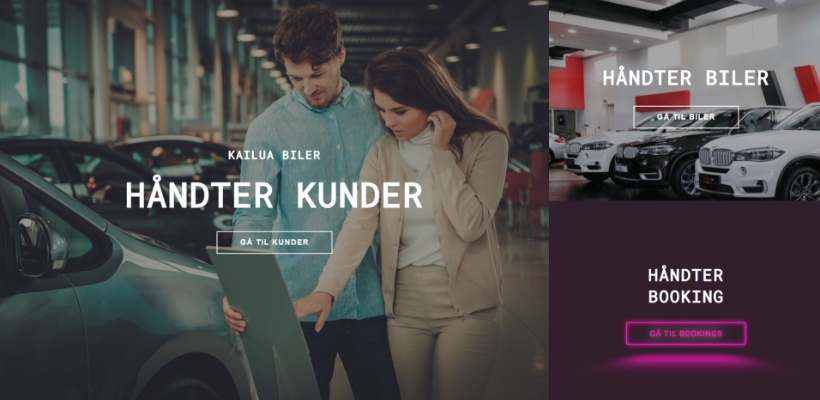 KAILUA BILER
HÅNDTER KUNDER
GÅ TIL KUNDER
HÅNDTER BILER
GÅ TIL BILER
HÅNDTER
BOOKING
GÅ TIL BOOKINGS